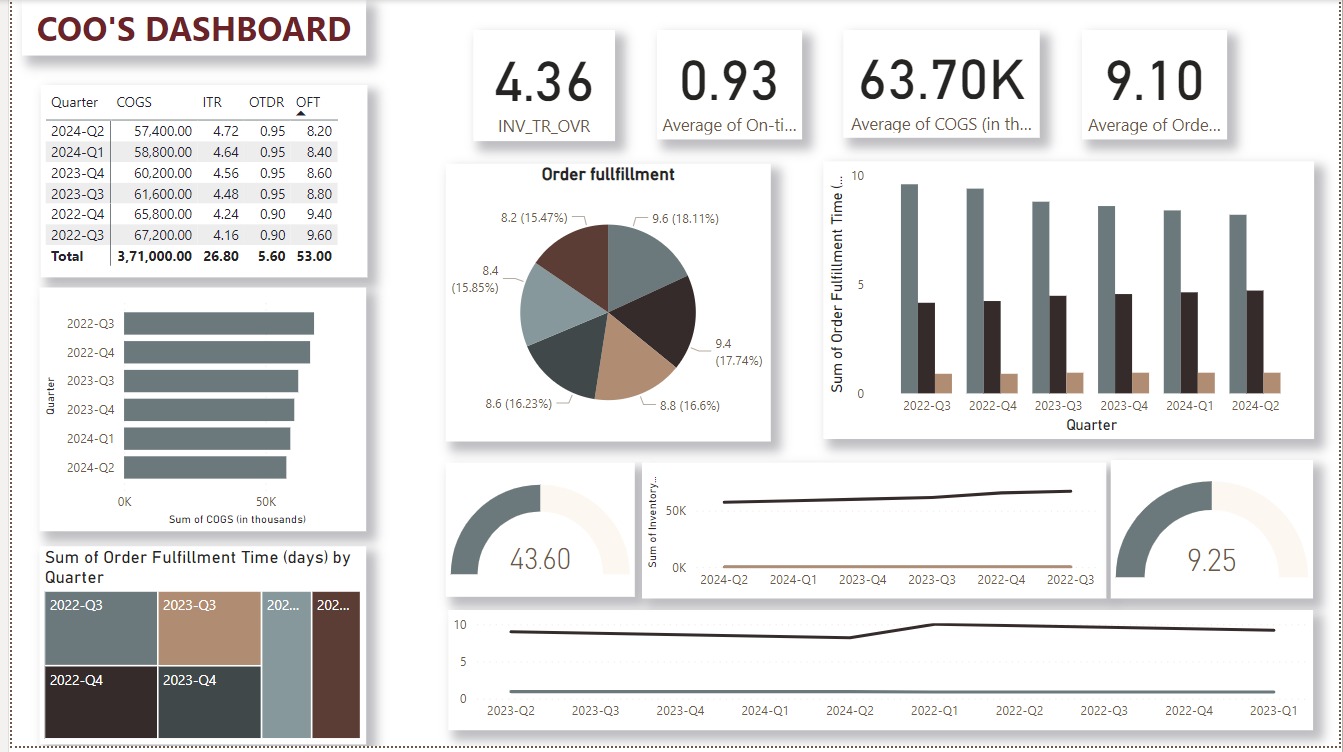 COO'S DASHBOARD
Quarter COGS ITR OTDR OFT
2024-Q2 57,400.00 4.72 0.95 8.20
2024-Q1 58,800.00 4.64 0.95 8.40
2023-Q4 60,200.00 4.56 0.95 8.60
2023-Q3 61,600.00 4.48 0.95 8.80
2022-Q4 65,800.00 4.24 0.90 9.40
2022-Q3 67,200.00 4.16 0.90 9.60
Total 3,71,000.00 26.80 5.60 53.00
4.36
INV_TR_OVR
0.93
Average of On-ti...
63.70K
Average of COGS (in th...
9.10
Average of Orde...
Quarter
2022-Q3
2022-Q4
2023-Q3
2023-Q4
2024-Q1
2024-Q2
0K 50K
Sum of COGS (in thousands)
Order fullfillment
8.2 (15.47%)
9.6 (18.11%)
8.4
(15.85%)
9.4
(17.74%)
8.6 (16.23%)
8.8 (16.6%)
Sum of Order Fulfillment Time (...
10
5
0
2022-Q3 2022-Q4 2023-Q3 2023-Q4 2024-Q1 2024-Q2
Quarter
43.60
Sum of Inventory...
50K
0K
2024-Q2 2024-Q1 2023-Q4 2023-Q3 2022-Q4 2022-Q3
9.25
Sum of Order Fulfillment Time (days) by
Quarter
2022-Q3 2023-Q3 202... 202...
2022-Q4 2023-Q4
10
5
0
2023-Q2 2023-Q3 2023-Q4 2024-Q1 2024-Q2 2022-Q1 2022-Q2 2022-Q3 2022-Q4 2023-Q1